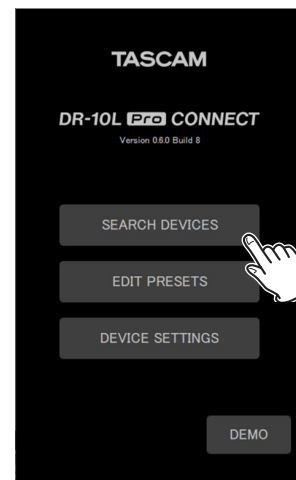 TASCAM
DR-10L Pro CONNECT
Version 0.6.0 Build 8
SEARCH DEVICES
EDIT PRESETS
DEVICE SETTINGS
DEMO